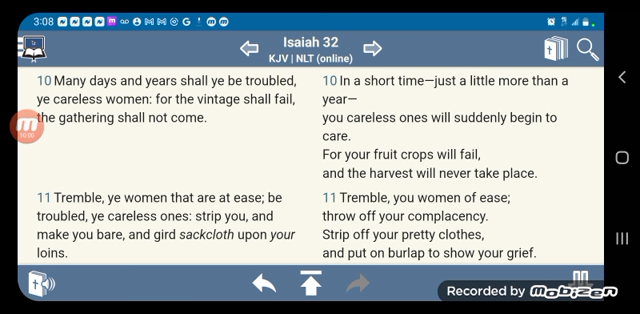 3:08
Isaiah 32
KJV | NLT (online)
10 Many days and years shall ye be troubled,
ye careless women: for the vintage shall fail,
the gathering shall not come.
10 In a short time—just a little more than a
year—
you careless ones will suddenly begin to
care.
For your fruit crops will fail,
and the harvest will never take place.
11 Tremble, ye women that are at ease; be
troubled, ye careless ones: strip you, and
make you bare, and gird sackcloth upon your
loins.
11 Tremble, you women of ease;
throw off your complacency.
Strip off your pretty clothes,
and put on burlap to show your grief.
Recorded by Mobizen